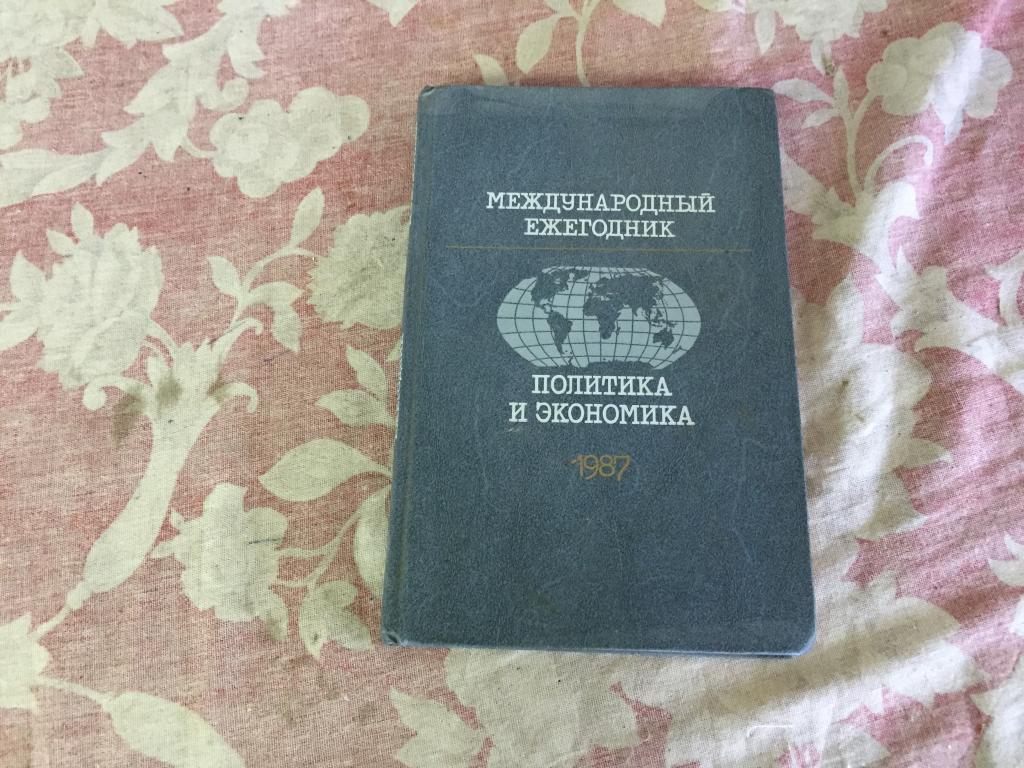 МЕЖДУНАРОДНЫЙ
ЕЖЕГОДНИК
ПОЛИТИКА
И ЭКОНОМИКА
1987